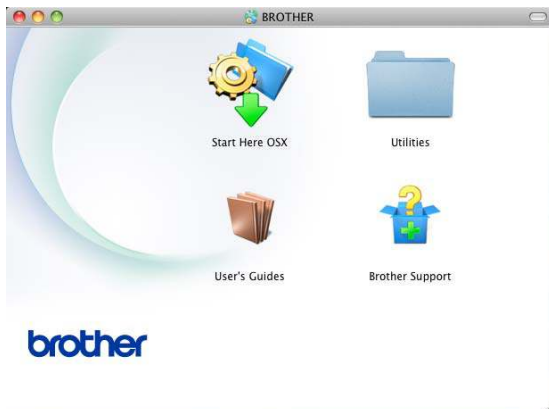 BROTHER
Start Here OSX
Utilities
User's Guides
Brother Support
brother